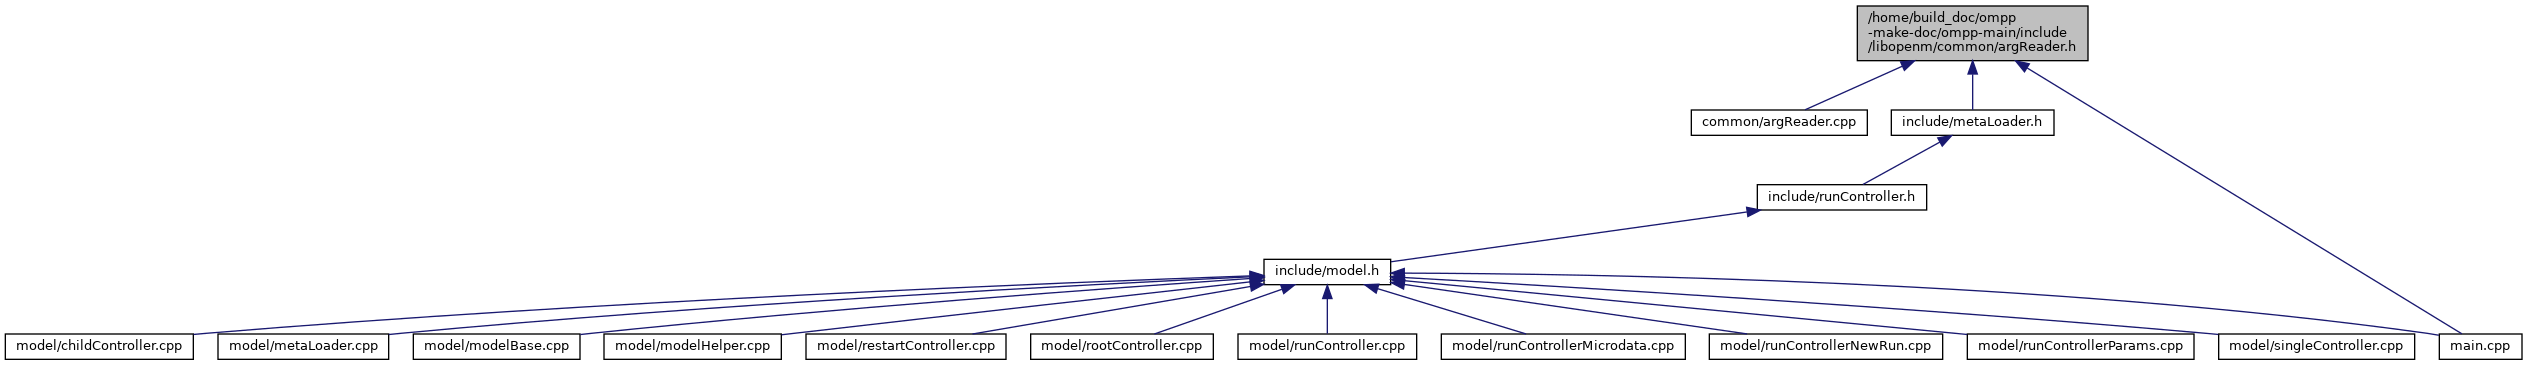 /home/build_doc/ompp
-make-doc/ompp-main/include
/libopenm/common/argReader.h
common/argReader.cpp
include/metaLoader.h
include/runController.h
include/model.h
model/childController.cpp
model/metaLoader.cpp
model/modelBase.cpp
model/modelHelper.cpp
model/restartController.cpp
model/rootController.cpp
model/runController.cpp
model/runControllerMicrodata.cpp
model/runControllerNewRun.cpp
model/runControllerParams.cpp
model/singleController.cpp
main.cpp